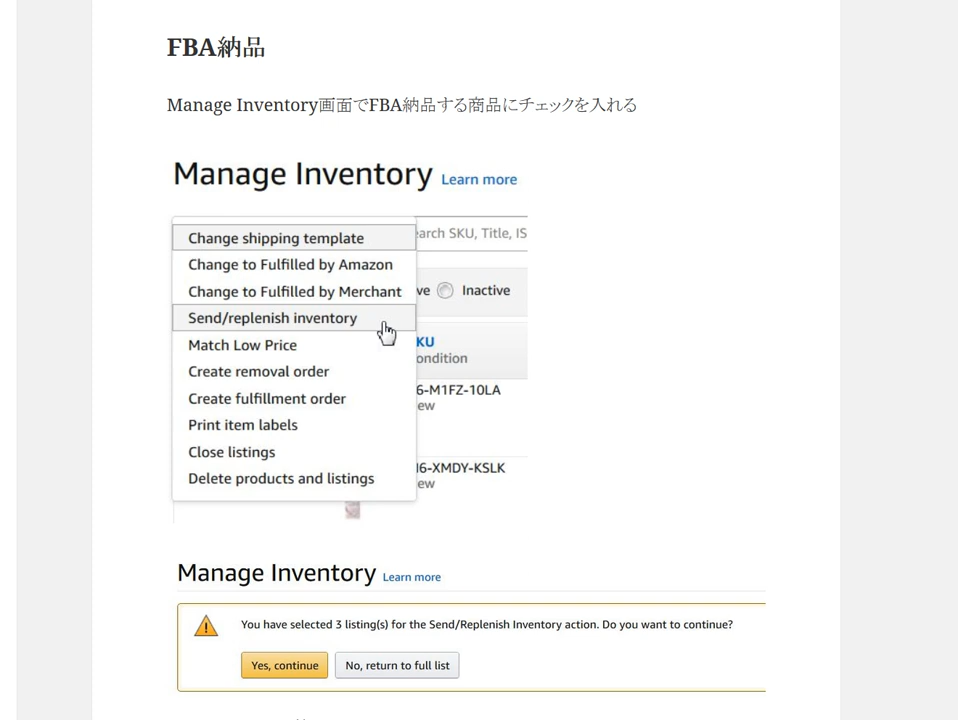 FBA納品
Manage Inventory画面でFBA納品する商品にチェックを入れる
Manage Inventory Learn more
Change shipping template
earch SKU, Title, IS
Change to Fulfilled by Amazon
Change to Fulfilled by Merchant
ve Inactive
Send/replenish inventory
KU
Match Low Price
ondition
Create removal order
6-M1FZ-10LA
Create fulfillment order
ew
Print item labels
Close listings
6-XMDY-KSLK
Delete products and listings
ew
Manage Inventory Learn more
You have selected 3 listing(s) for the Send/Replenish Inventory action. Do you want to continue?
Yes, continue
No, return to full list